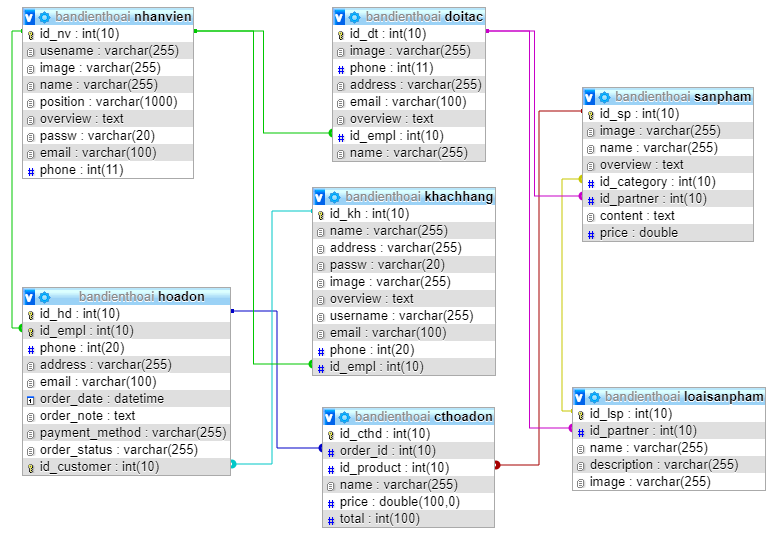 bandienthoai nhanvien
id_nv : int(10)
usename : varchar(255)
image : varchar(255)
name : varchar(255)
position : varchar(1000)
overview : text
passw : varchar(20)
email : varchar(100)
phone : int(11)
bandienthoai doitac
id_dt : int(10)
image : varchar(255)
phone : int(11)
address : varchar(255)
email : varchar(100)
overview : text
id_empl : int(10)
name : varchar(255)
bandienthoai sanpham
id_sp : int(10)
image : varchar(255)
name : varchar(255)
overview : text
id_category : int(10)
id_partner : int(10)
content : text
price : double
bandienthoai khachhang
id_kh : int(10)
name : varchar(255)
address : varchar(255)
passw : varchar(20)
image : varchar(255)
overview : text
username : varchar(255)
email : varchar(100)
phone : int(20)
id_empl : int(10)
bandienthoai hoadon
id_hd : int(10)
id_empl : int(10)
phone : int(20)
address : varchar(255)
email : varchar(100)
order_date : datetime
order_note : text
payment_method : varchar(255)
order_status : varchar(255)
id_customer : int(10)
bandienthoai cthoadon
id_cthd : int(10)
order_id : int(10)
id_product : int(10)
name : varchar(255)
price : double(100,0)
total : int(100)
bandienthoai loaisanpham
id_lsp : int(10)
id_partner : int(10)
name : varchar(255)
description : varchar(255)
image : varchar(255)